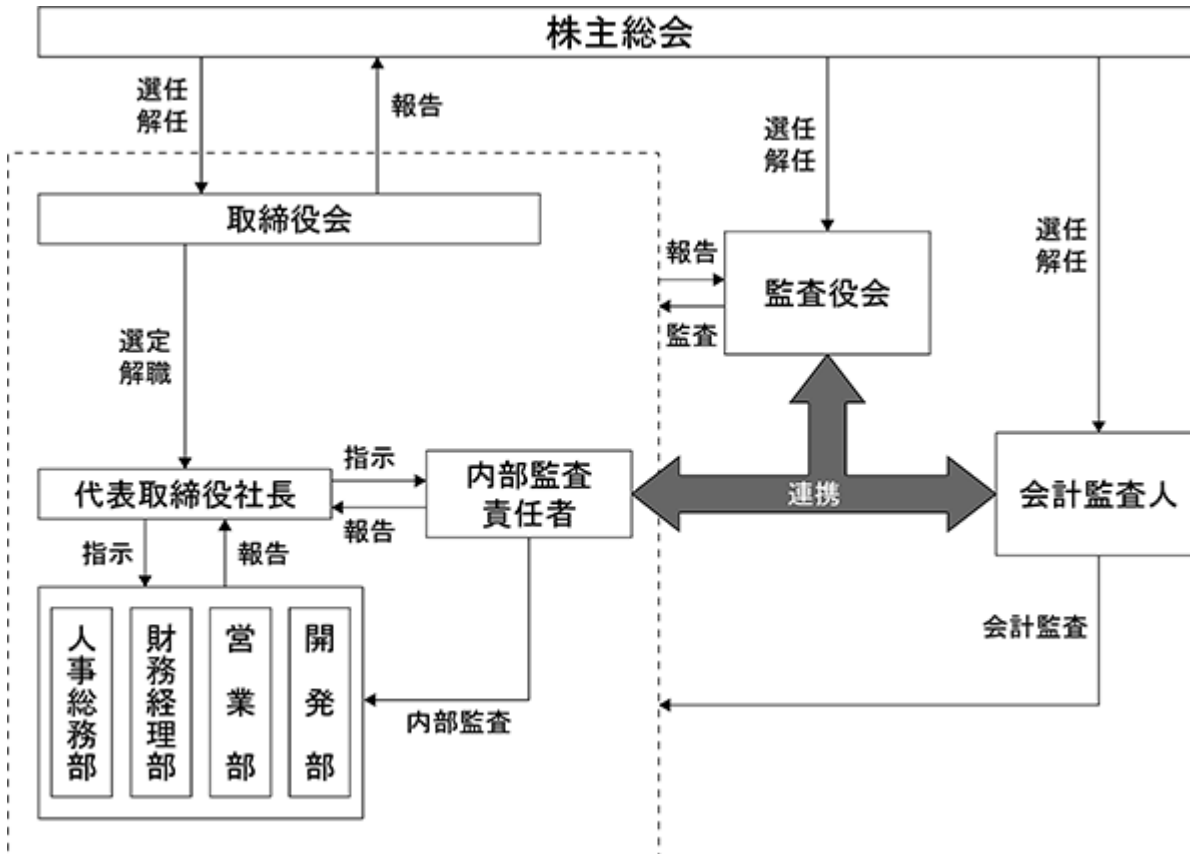 株主総会
選任
解任
報告
選任
解任
選任
解任
取締役会
報告
監査役会
監査
選定
解職
代表取締役社長
指示
報告
内部監査
責任者
連携
会計監査人
指示
報告
人事総務部
財務経理部
営業部
開発部
内部監査
会計監査